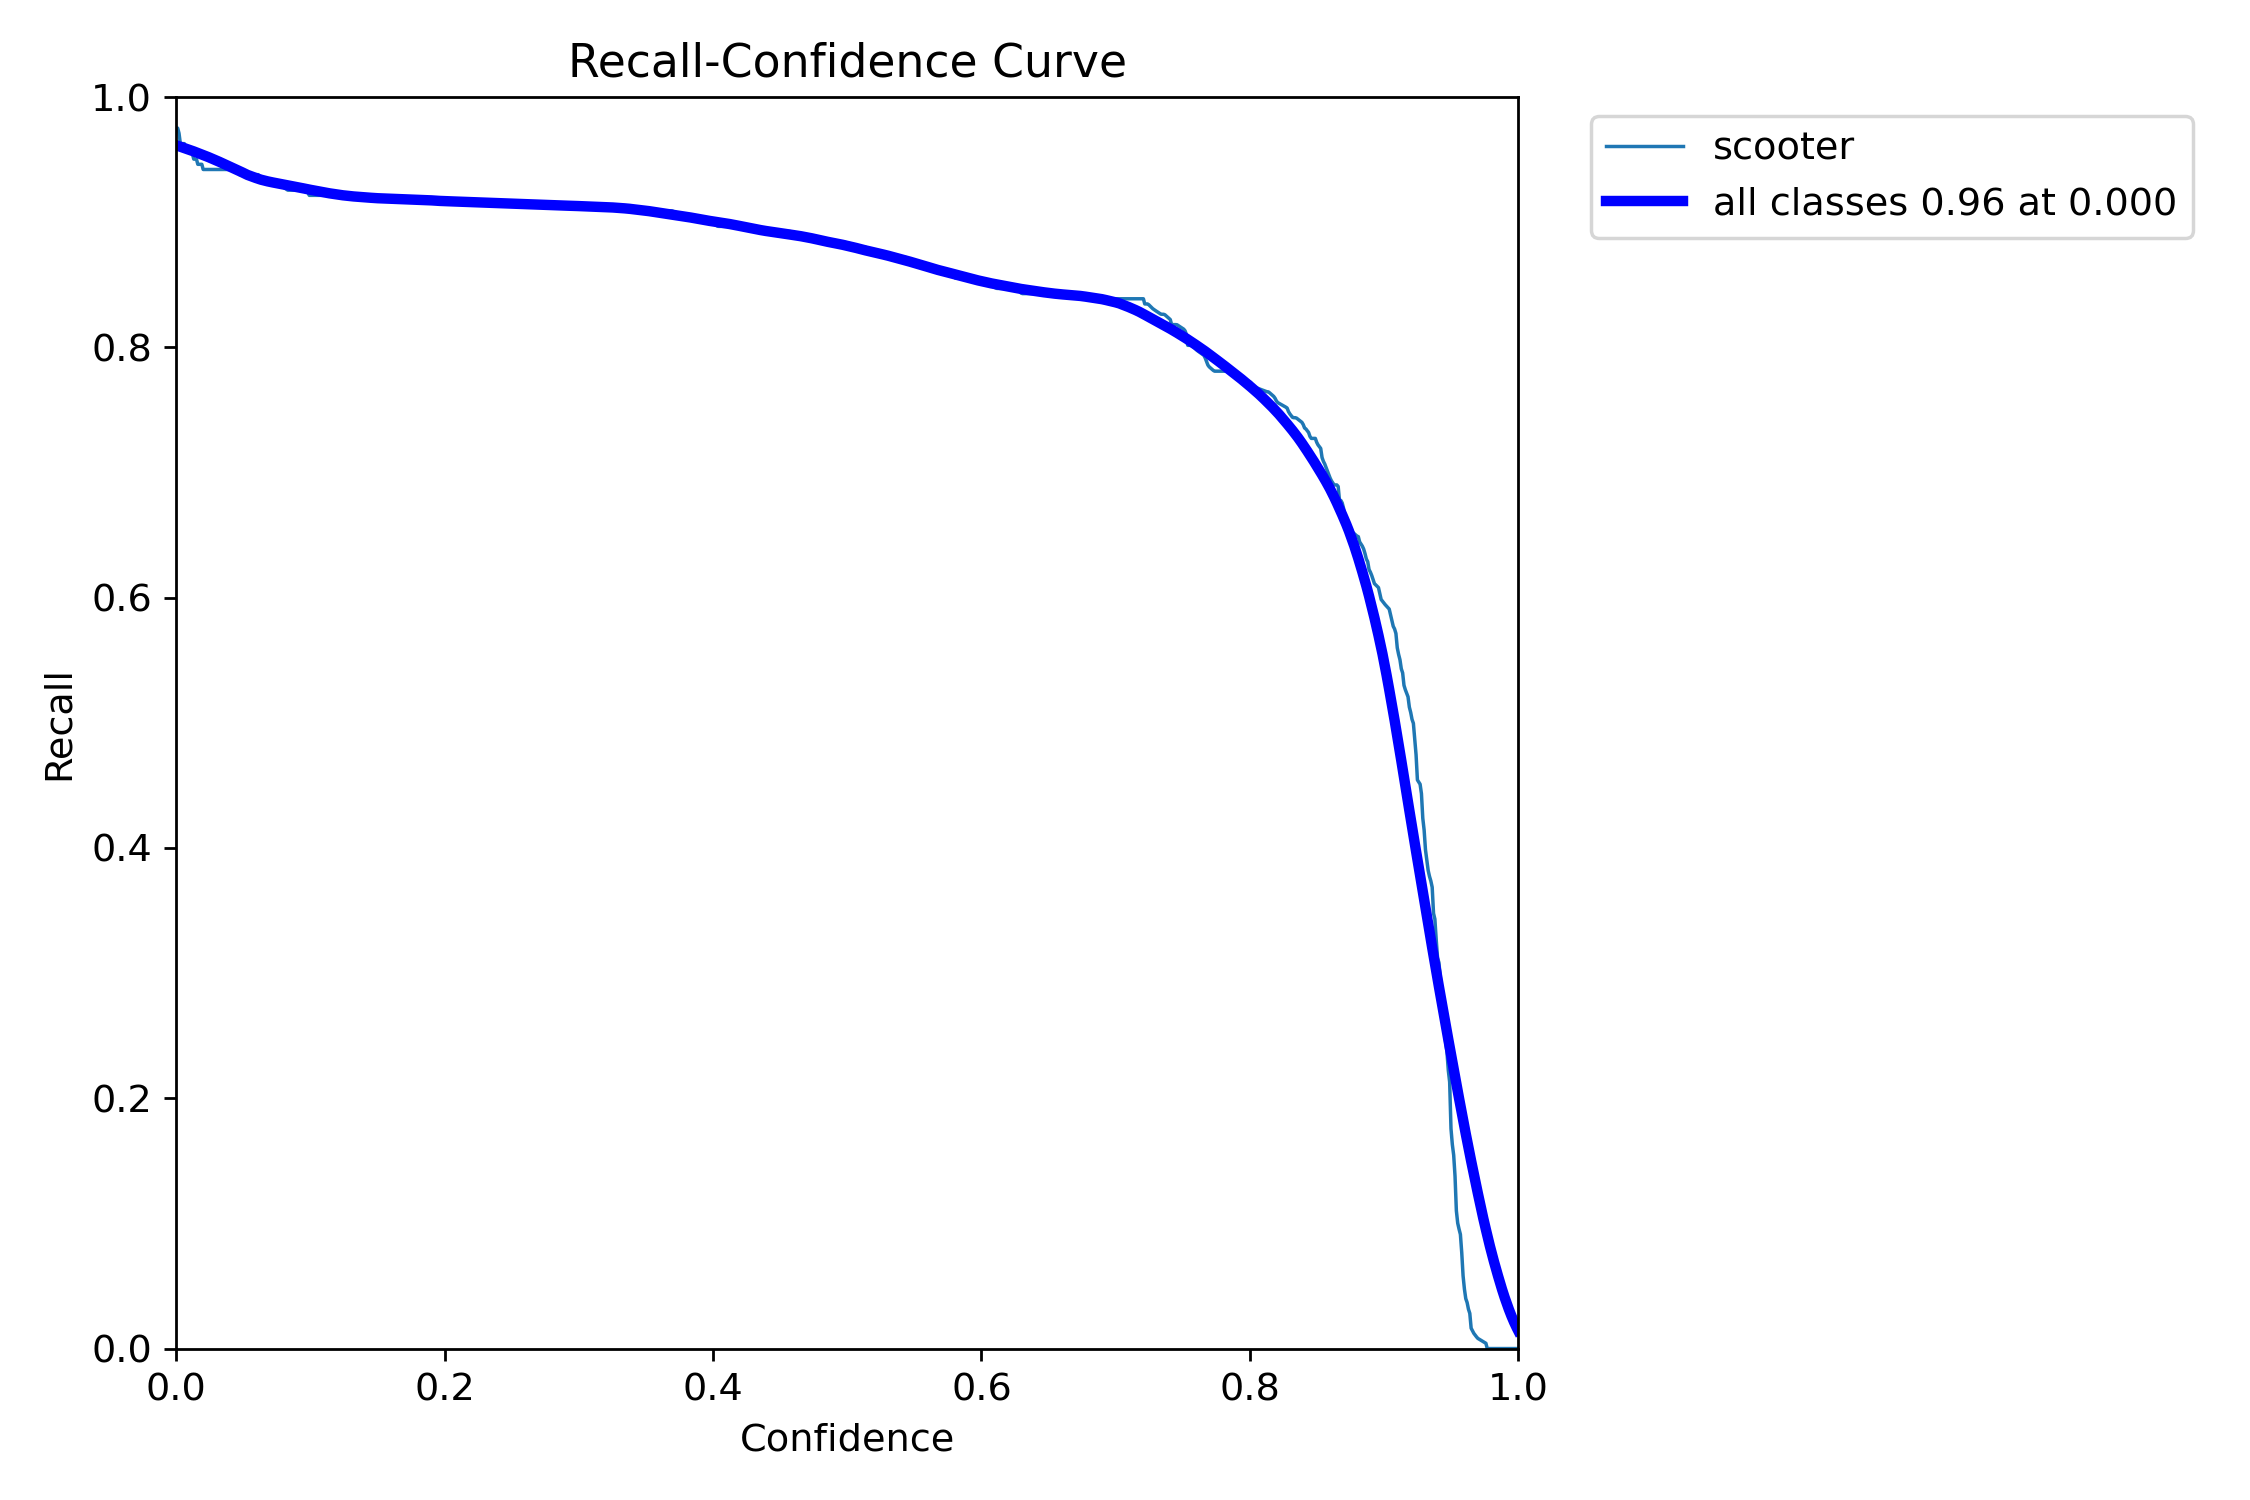 Recall-Confidence Curve
scooter
all classes 0.96 at 0.000
1.0
0.8
0.6
0.4
0.2
0.0
Recall
0.0 0.2 0.4 0.6 0.8 1.0
Confidence